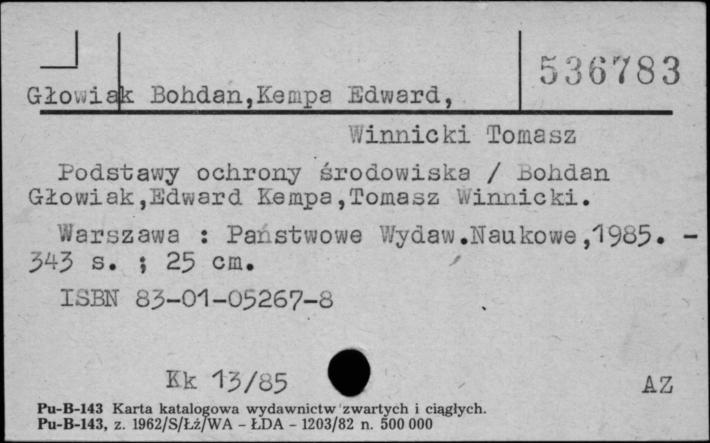 536783
Głowiak Bohdan,Kempa Edward,
Winnicki Tomasz
Podstawy ochrony środowiska / Bohdan
Głowiak,Edward Kempa,Tomasz Winnicki.
Warszawa : Państwowe Wydaw.Naukowe,1985. -
343 s. ; 25 cm.
ISBN 83-01-05267-8
Kk 13/85
AZ
Pu-B-143 Karta katalogowa wydawnictw zwartych i ciągłych.
Pu-B-143, z. 1962/S/Łź/WA - ŁDA - 1203/82 n. 500 000